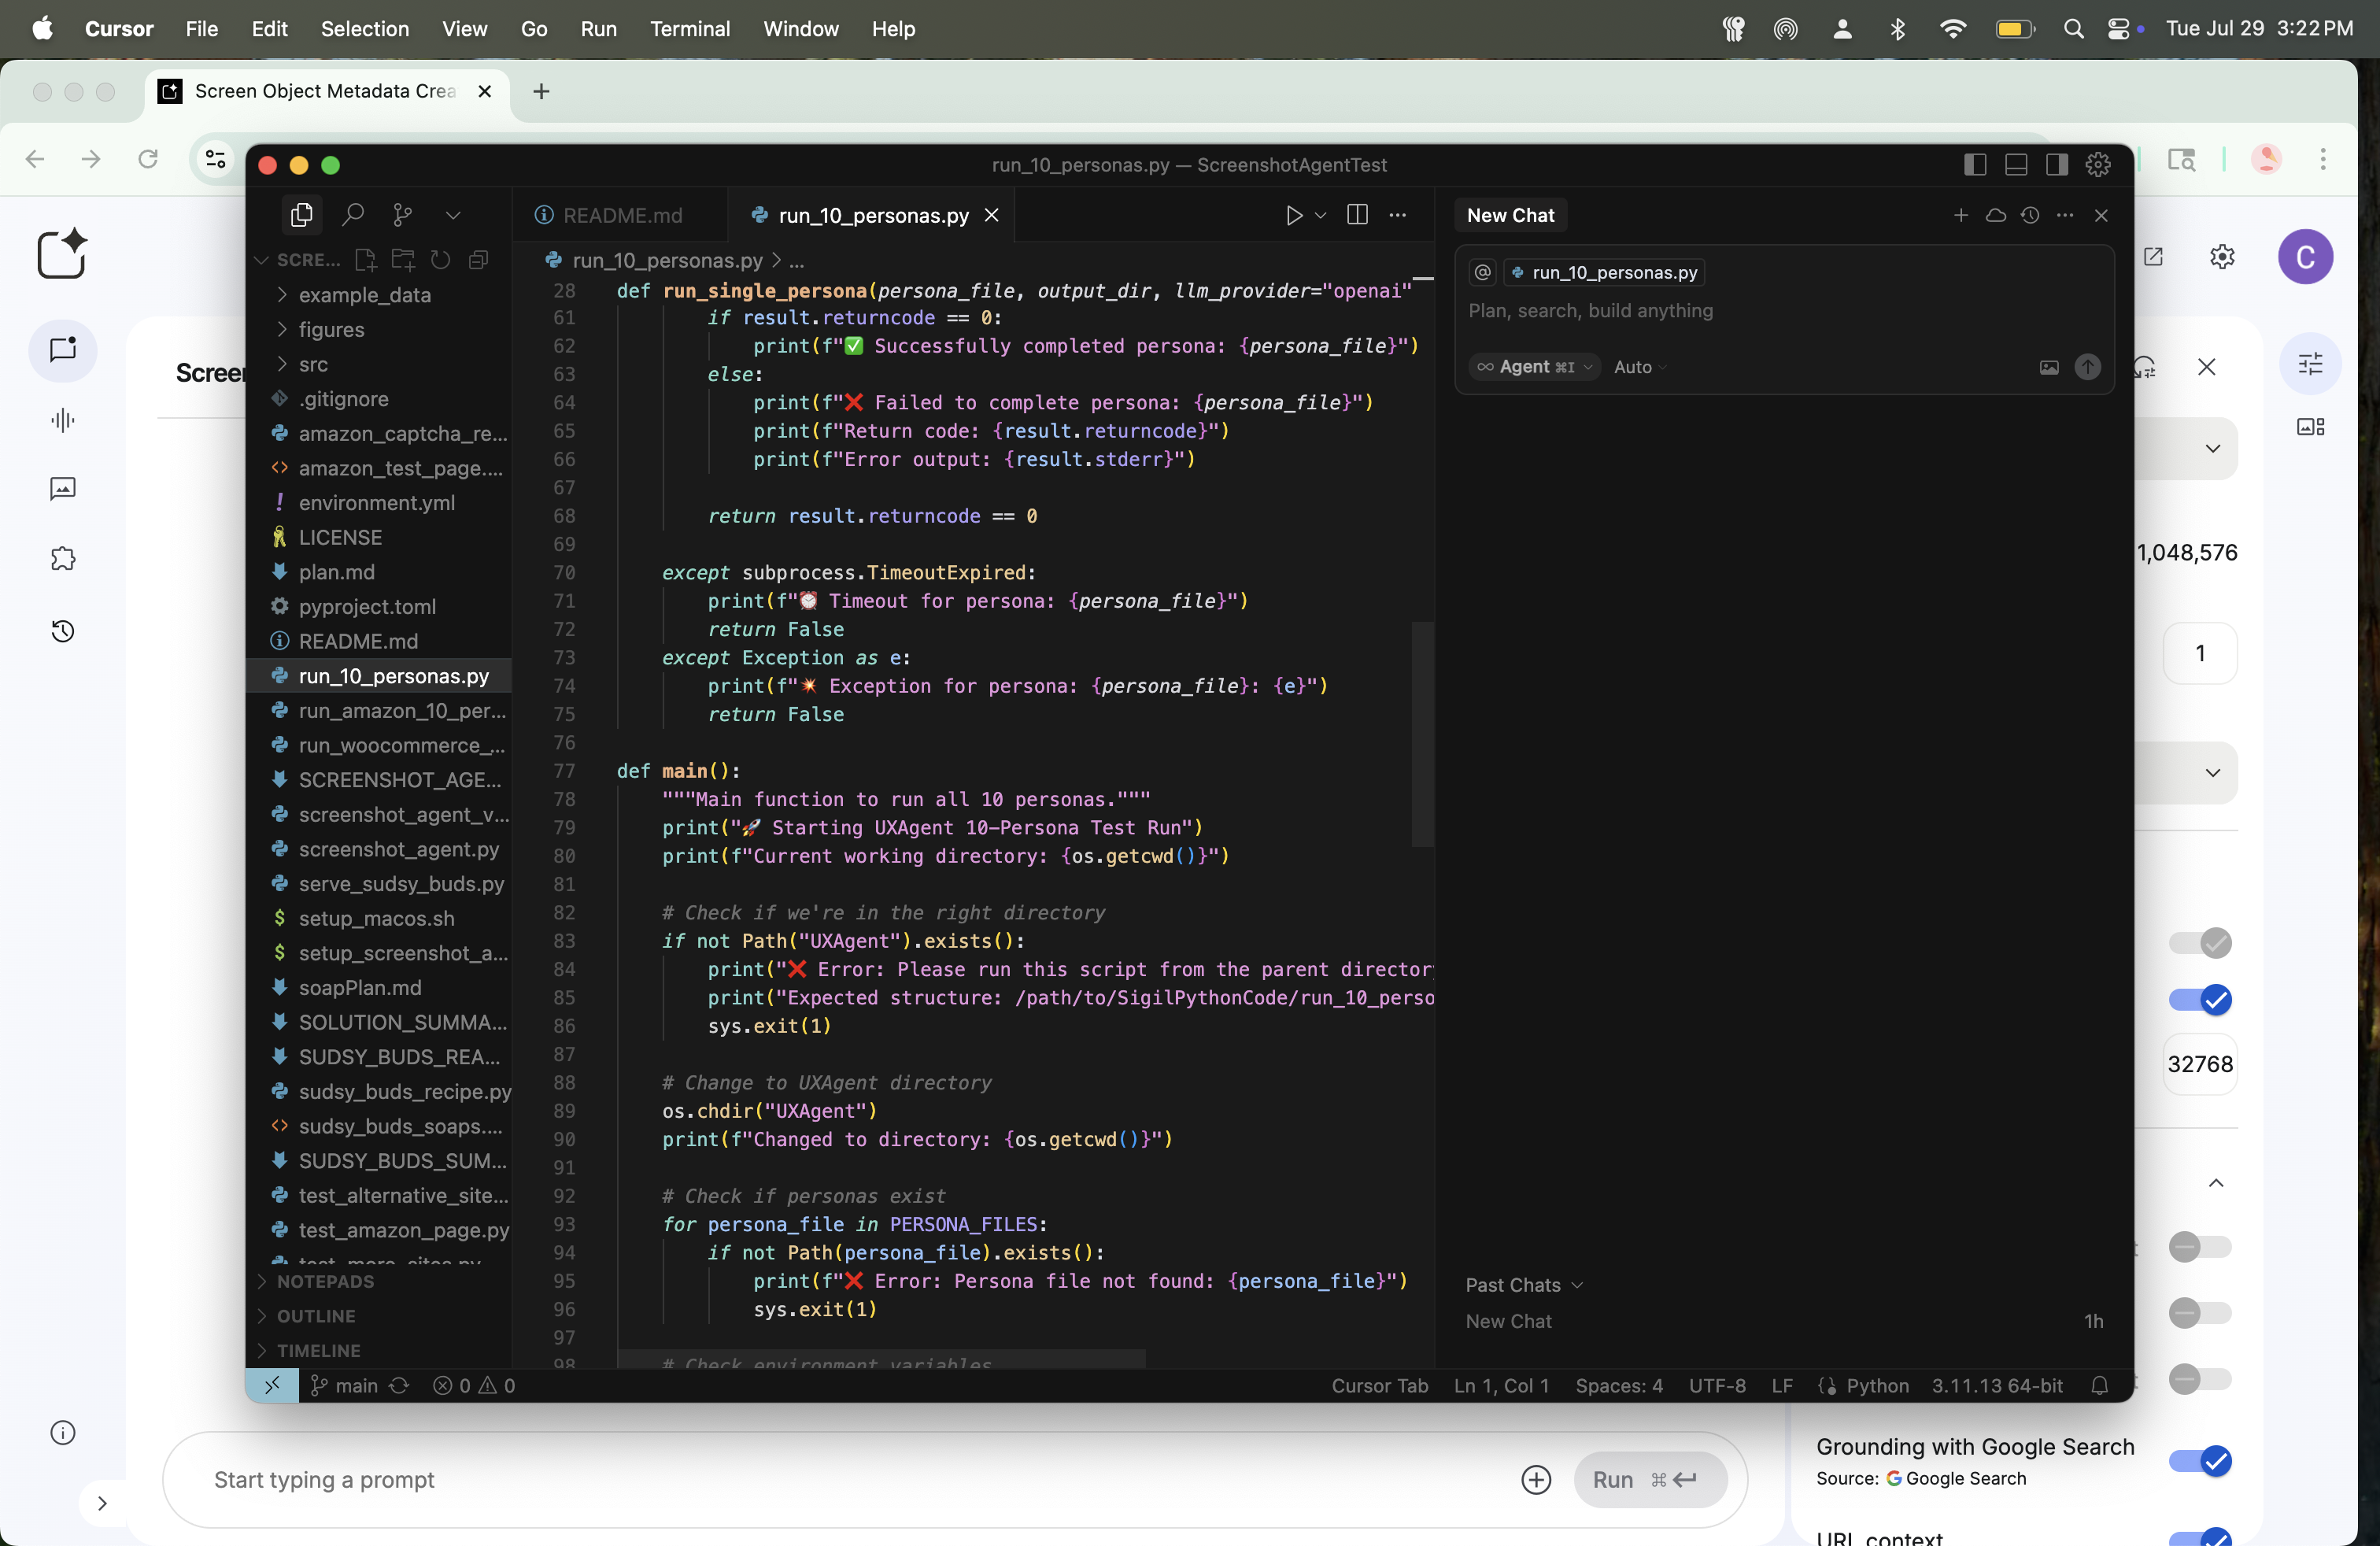 Cursor File Edit Selection View Go Run Terminal Window Help Tue Jul 29 3:22 PM
Screen Object Metadata Crea
run_10_personas.py — ScreenshotAgentTest
README.md
run_10_personas.py
SCRE...
example_data
figures
src
.gitignore
amazon_captcha_re...
amazon_test_page....
environment.yml
LICENSE
plan.md
pyproject.toml
README.md
run_10_personas.py
run_amazon_10_per...
run_woocommerce_...
SCREENSHOT_AGE...
screenshot_agent_v...
screenshot_agent.py
serve_sudsy_buds.py
setup_macos.sh
setup_screenshot_a...
soapPlan.md
SOLUTION_SUMMA...
SUDSY_BUDS_REA...
sudsy_buds_recipe.py
sudsy_buds_soaps....
SUDSY_BUDS_SUM...
test_alternative_site...
test_amazon_page.py
test_more_sites.py
NOTEPADS
OUTLINE
TIMELINE
run_10_personas.py > ...
28 def run_single_persona(persona_file, output_dir, llm_provider="openai"
61 if result.returncode == 0:
62 print(f"✅ Successfully completed persona: {persona_file}")
63 else:
64 print(f"❌ Failed to complete persona: {persona_file}")
65 print(f"Return code: {result.returncode}")
66 print(f"Error output: {result.stderr}")
67
68 return result.returncode == 0
69
70 except subprocess.TimeoutExpired:
71 print(f"⏰ Timeout for persona: {persona_file}")
72 return False
73 except Exception as e:
74 print(f"💥 Exception for persona: {persona_file}: {e}")
75 return False
76
77 def main():
78 """Main function to run all 10 personas."""
79 print("🚀 Starting UXAgent 10-Persona Test Run")
80 print(f"Current working directory: {os.getcwd()}")
81
82 # Check if we're in the right directory
83 if not Path("UXAgent").exists():
84 print("❌ Error: Please run this script from the parent director
85 print("Expected structure: /path/to/SigilPythonCode/run_10_perso
86 sys.exit(1)
87
88 # Change to UXAgent directory
89 os.chdir("UXAgent")
90 print(f"Changed to directory: {os.getcwd()}")
91
92 # Check if personas exist
93 for persona_file in PERSONA_FILES:
94 if not Path(persona_file).exists():
95 print(f"❌ Error: Persona file not found: {persona_file}")
96 sys.exit(1)
97
98 # Check environment variables
New Chat
@ run_10_personas.py
Plan, search, build anything
∞ Agent ⌘I Auto
Past Chats
New Chat 1h
main 0 0 Cursor Tab Ln 1, Col 1 Spaces: 4 UTF-8 LF Python 3.11.13 64-bit
Screen
C
1,048,576
1
32768
Grounding with Google Search
Source: G Google Search
URL context
Start typing a prompt
Run ⌘ ↵